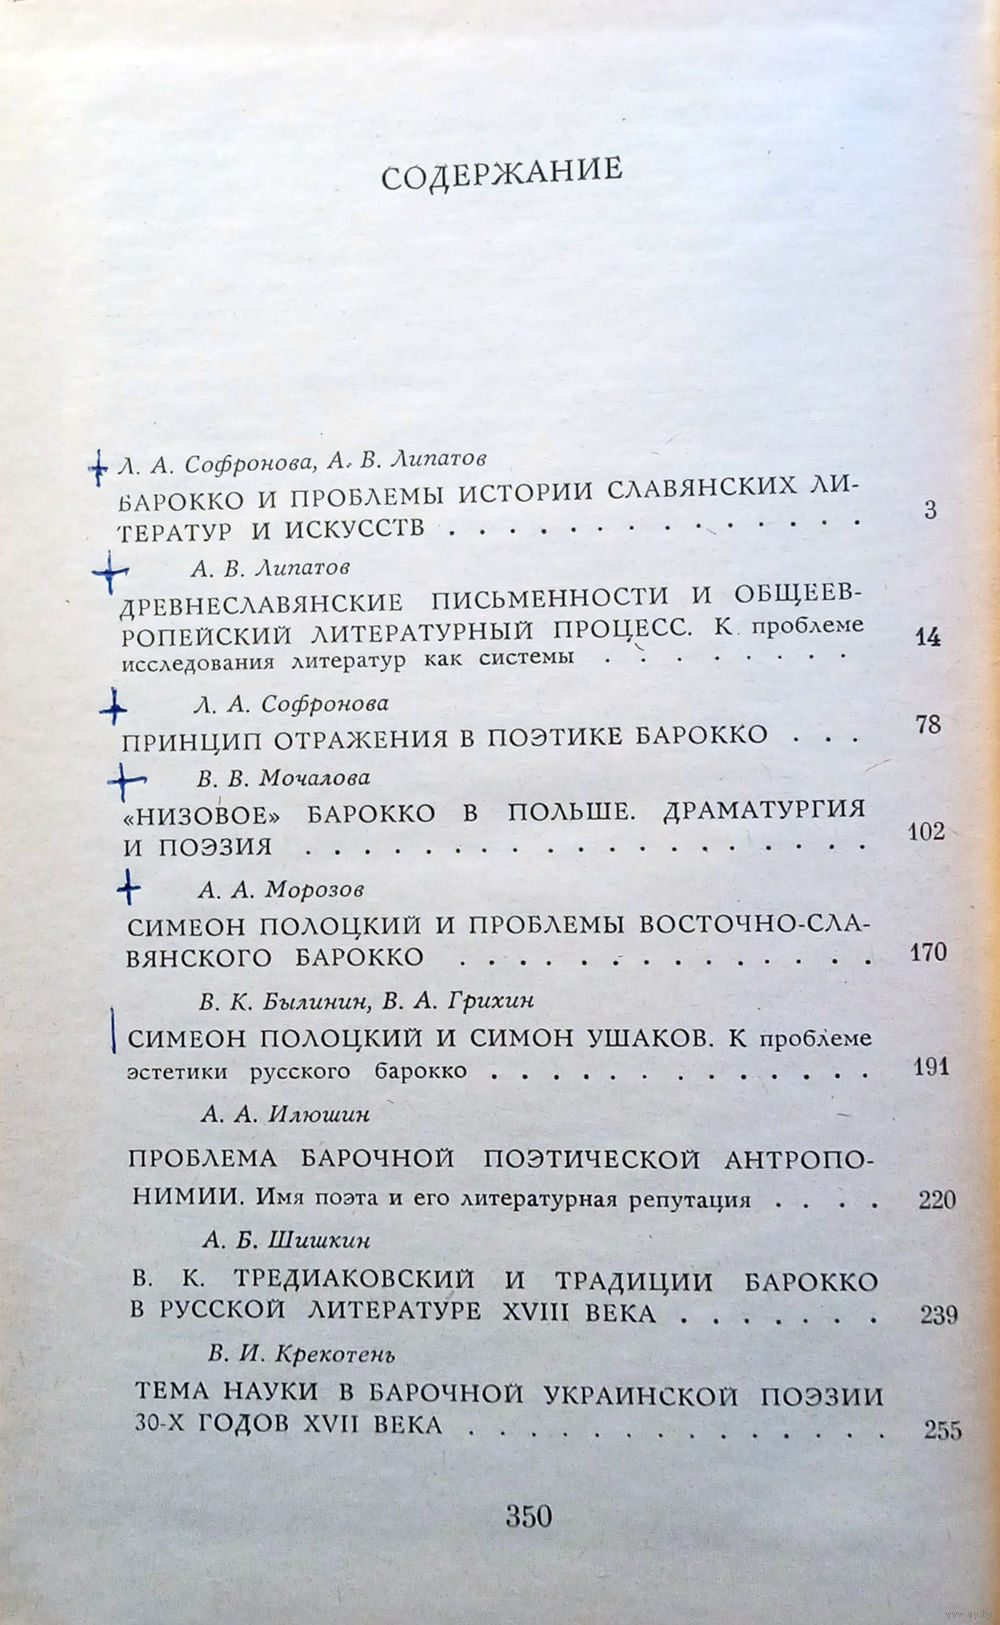 СОДЕРЖАНИЕ
Л. А. Софронова, А. В. Липатов
БАРОККО И ПРОБЛЕМЫ ИСТОРИИ СЛАВЯНСКИХ ЛИ-
ТЕРАТУР И ИСКУССТВ . . . . . . . . . . . . . . 3
А. В. Липатов
ДРЕВНЕСЛАВЯНСКИЕ ПИСЬМЕННОСТИ И ОБЩЕЕВ-
РОПЕЙСКИЙ ЛИТЕРАТУРНЫЙ ПРОЦЕСС. К проблеме
исследования литератур как системы . . . . . . . . 14
Л. А. Софронова
ПРИНЦИП ОТРАЖЕНИЯ В ПОЭТИКЕ БАРОККО . . . 78
В. В. Мочалова
«НИЗОВОЕ» БАРОККО В ПОЛЬШЕ. ДРАМАТУРГИЯ
И ПОЭЗИЯ . . . . . . . . . . . . . . . . . . . 102
А. А. Морозов
СИМЕОН ПОЛОЦКИЙ И ПРОБЛЕМЫ ВОСТОЧНО-СЛА-
ВЯНСКОГО БАРОККО . . . . . . . . . . . . . . 170
В. К. Былинин, В. А. Грихин
СИМЕОН ПОЛОЦКИЙ И СИМОН УШАКОВ. К проблеме
эстетики русского барокко . . . . . . . . . . . . . 191
А. А. Илюшин
ПРОБЛЕМА БАРОЧНОЙ ПОЭТИЧЕСКОЙ АНТРОПО-
НИМИИ. Имя поэта и его литературная репутация . . . . 220
А. Б. Шишкин
В. К. ТРЕДИАКОВСКИЙ И ТРАДИЦИИ БАРОККО
В РУССКОЙ ЛИТЕРАТУРЕ XVIII ВЕКА . . . . . . . 239
В. И. Крекотень
ТЕМА НАУКИ В БАРОЧНОЙ УКРАИНСКОЙ ПОЭЗИИ
30-Х ГОДОВ XVII ВЕКА . . . . . . . . . . . . . . 255
350
www.ay.by